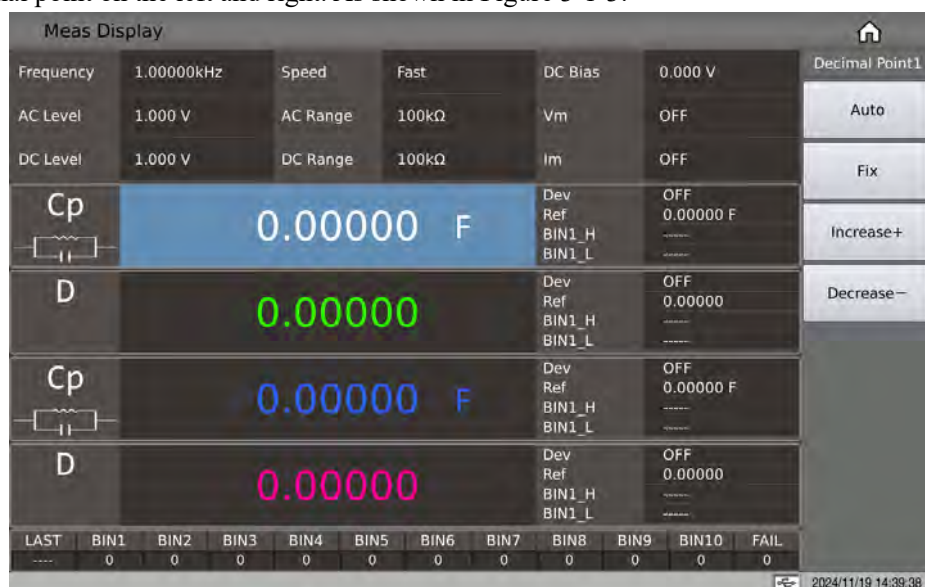 Meas Display
Decimal Point1
Frequency 1.00000kHz Speed Fast DC Bias 0.000 V
Auto
AC Level 1.000 V AC Range 100kΩ Vm OFF
DC Level 1.000 V DC Range 100kΩ Im OFF
Fix
Cp 0.00000 F
Dev OFF
Ref 0.00000 F
BIN1_H -----
BIN1_L -----
Increase+
D 0.00000
Dev OFF
Ref 0.00000
BIN1_H -----
BIN1_L -----
Decrease−
Cp 0.00000 F
Dev OFF
Ref 0.00000 F
BIN1_H -----
BIN1_L -----
D 0.00000
Dev OFF
Ref 0.00000
BIN1_H -----
BIN1_L -----
LAST BIN1 BIN2 BIN3 BIN4 BIN5 BIN6 BIN7 BIN8 BIN9 BIN10 FAIL
---- 0 0 0 0 0 0 0 0 0 0 0
2024/11/19 14:39:38